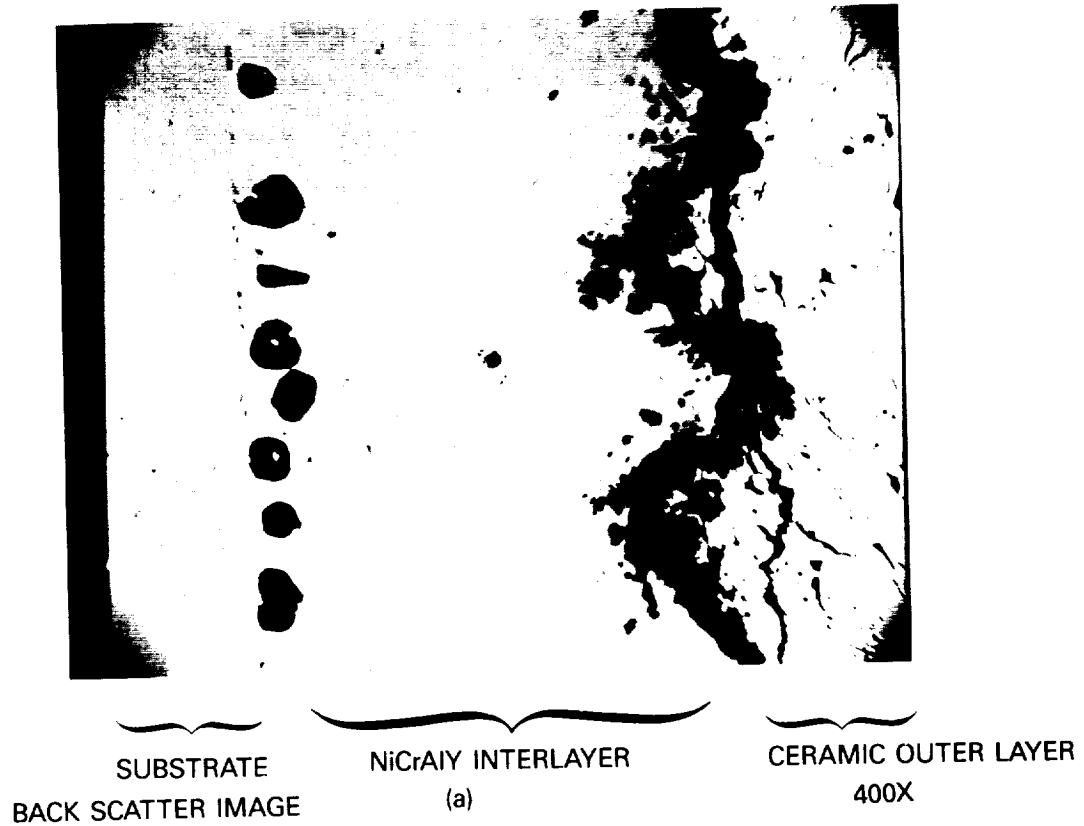 SUBSTRATE
NiCrAlY INTERLAYER
CERAMIC OUTER LAYER
BACK SCATTER IMAGE
(a)
400X